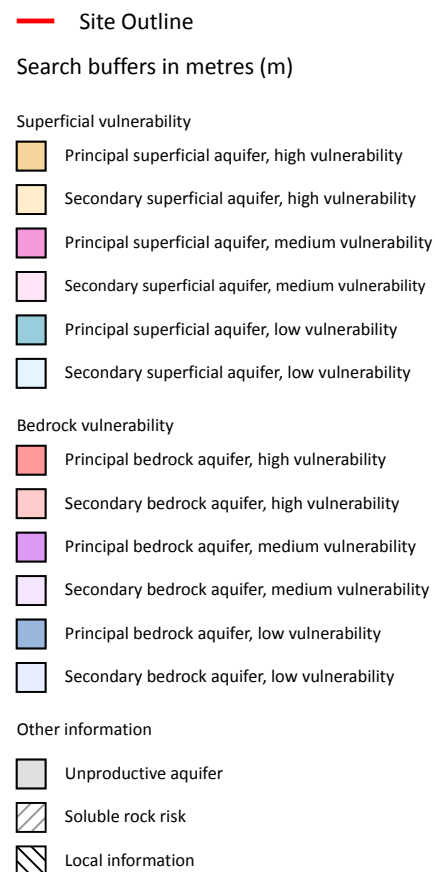 Site Outline
Search buffers in metres (m)
Superficial vulnerability
Principal superficial aquifer, high vulnerability
Secondary superficial aquifer, high vulnerability
Principal superficial aquifer, medium vulnerability
Secondary superficial aquifer, medium vulnerability
Principal superficial aquifer, low vulnerability
Secondary superficial aquifer, low vulnerability
Bedrock vulnerability
Principal bedrock aquifer, high vulnerability
Secondary bedrock aquifer, high vulnerability
Principal bedrock aquifer, medium vulnerability
Secondary bedrock aquifer, medium vulnerability
Principal bedrock aquifer, low vulnerability
Secondary bedrock aquifer, low vulnerability
Other information
Unproductive aquifer
Soluble rock risk
Local information